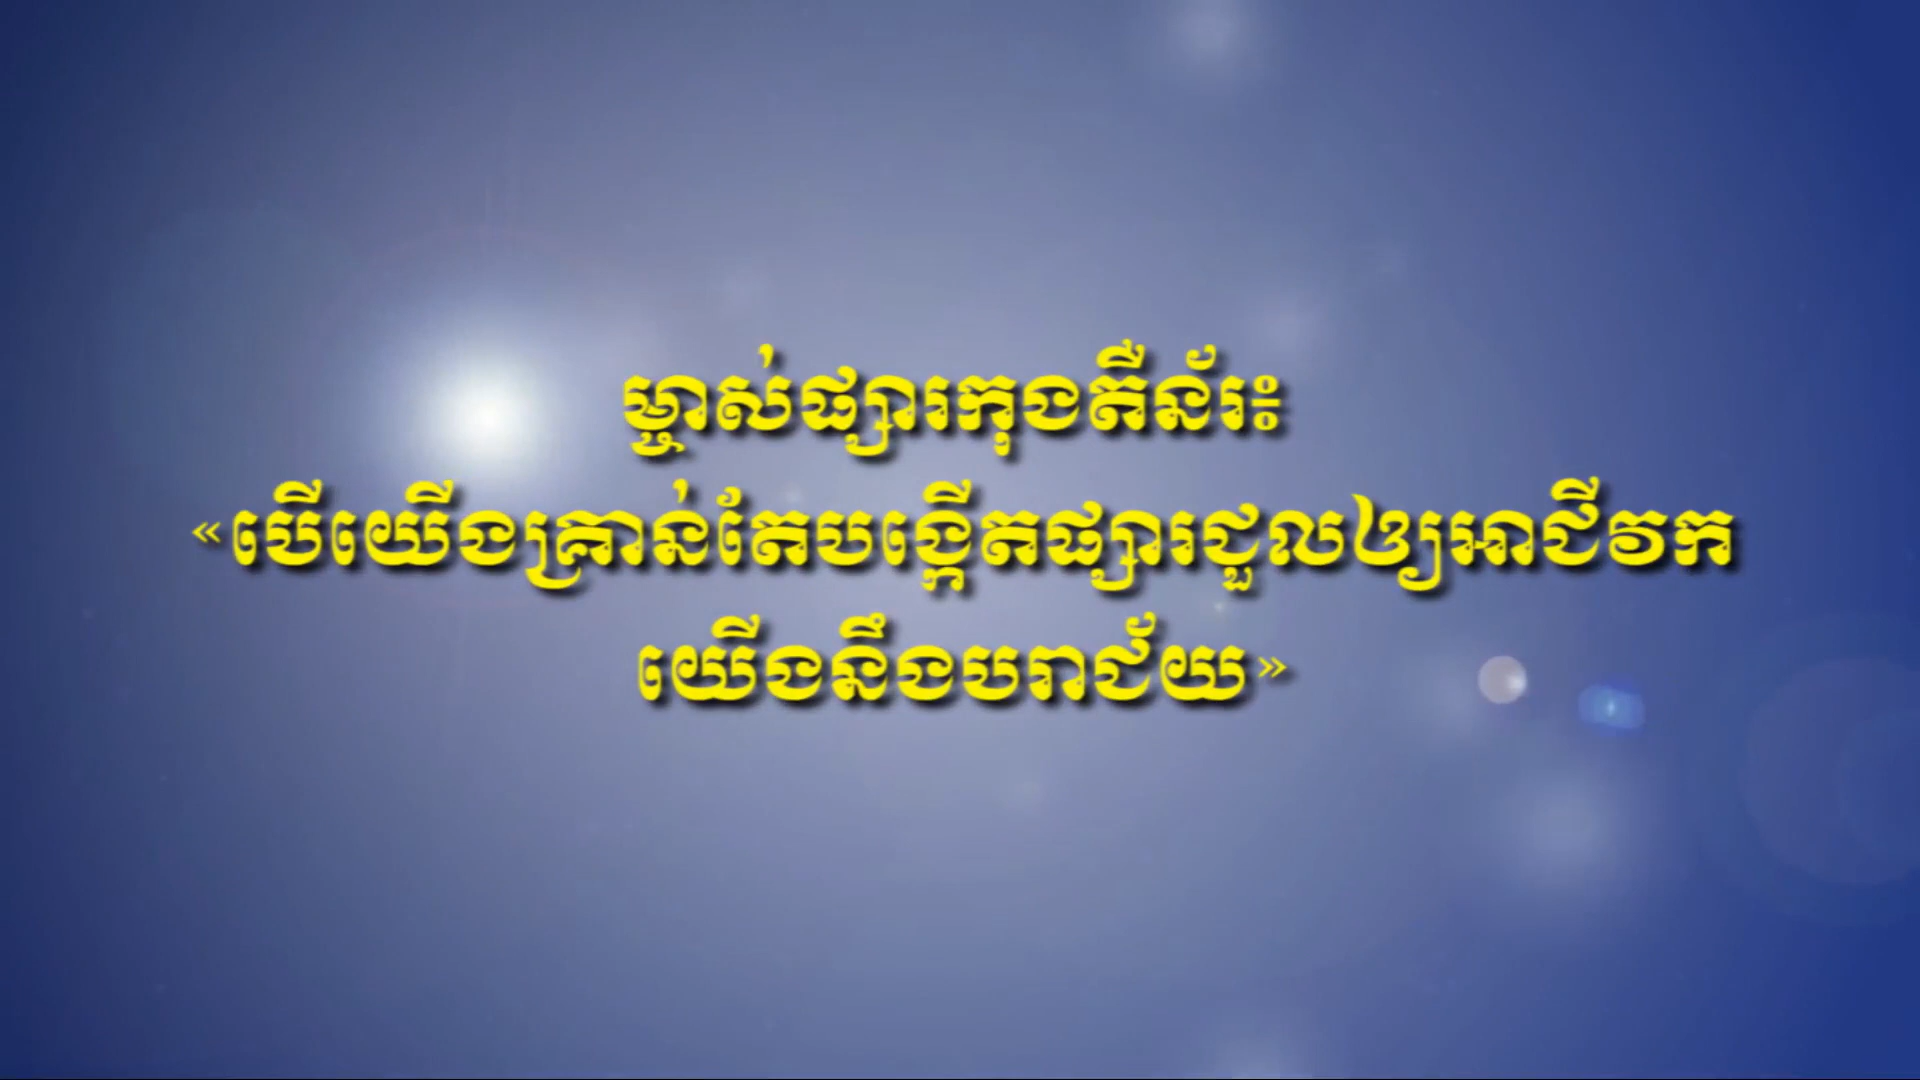 ម្ចាស់ផ្សារកុងតឺន័រ៖
«បើយើងគ្រាន់តែបង្កើតផ្សារជួលឲ្យអាជីវក
យើងនឹងបរាជ័យ»